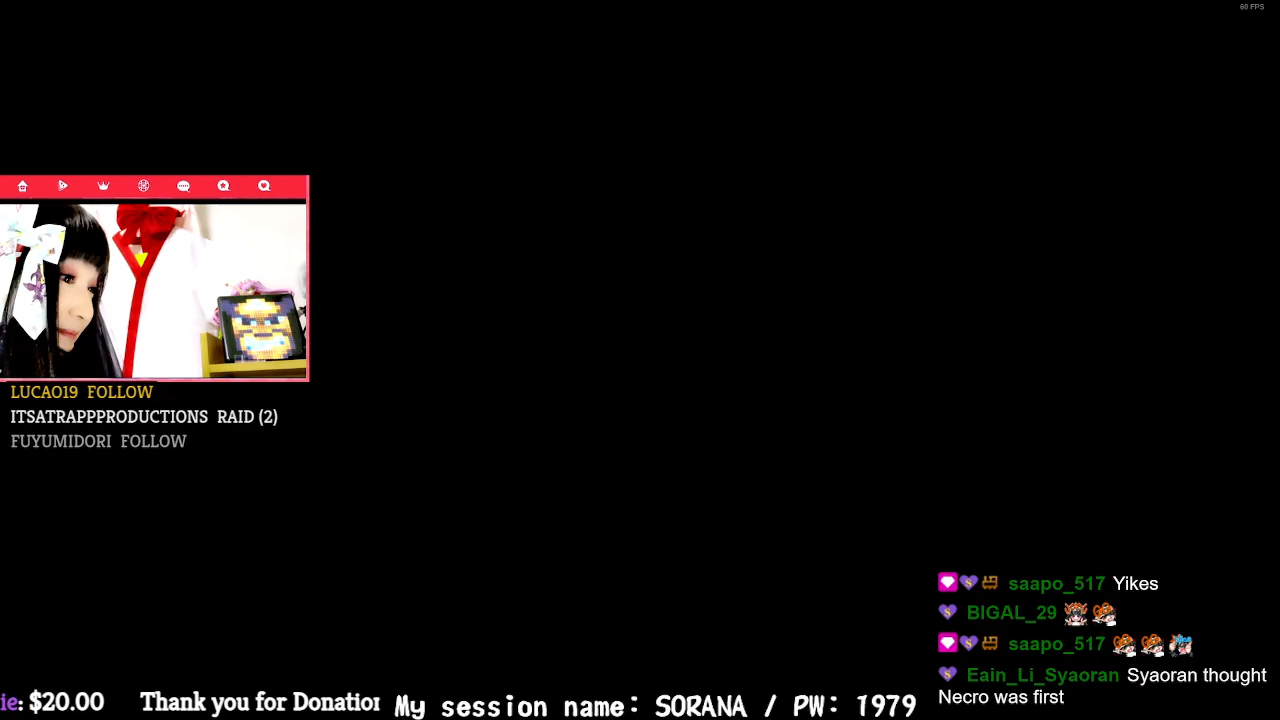 60 FPS
LUCAO19 FOLLOW
ITSATRAPPPRODUCTIONS RAID (2)
FUYUMIDORI FOLLOW
saapo_517 Yikes
BIGAL_29
saapo_517
Eain_Li_Syaoran Syaoran thought
Necro was first
ie: $20.00 Thank you for Donation
My session name: SORANA / PW: 1979